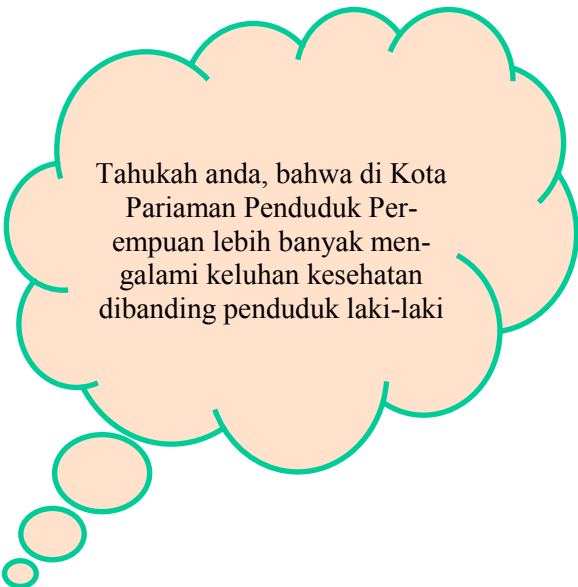 Tahukah anda, bahwa di Kota
Pariaman Penduduk Per-
empuan lebih banyak men-
galami keluhan kesehatan
dibanding penduduk laki-laki